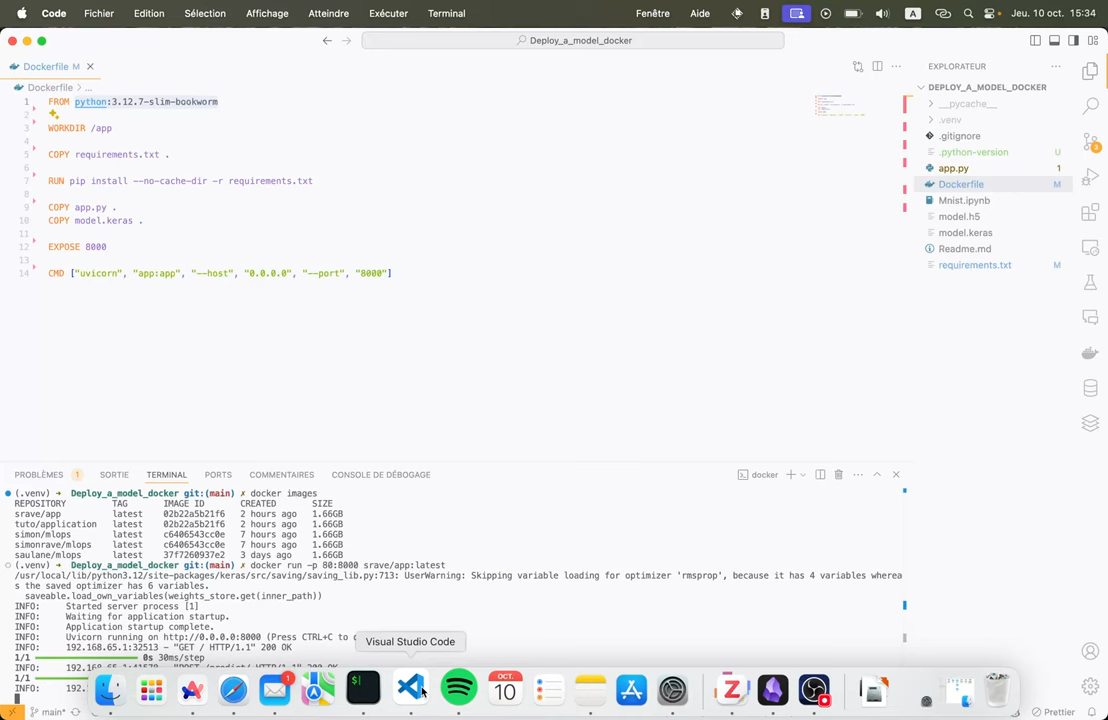 Code Fichier Edition Sélection Affichage Atteindre Exécuter Terminal Fenêtre Aide A Jeu. 10 oct. 15:34
Deploy_a_model_docker
Dockerfile M
Dockerfile > ...
1 FROM python:3.12.7-slim-bookworm
2
3 WORKDIR /app
4
5 COPY requirements.txt .
6
7 RUN pip install --no-cache-dir -r requirements.txt
8
9 COPY app.py .
10 COPY model.keras .
11
12 EXPOSE 8000
13
14 CMD ["uvicorn", "app:app", "--host", "0.0.0.0", "--port", "8000"]
EXPLORATEUR
DEPLOY_A_MODEL_DOCKER
__pycache__
.venv
.gitignore
.python-version U
app.py 1
Dockerfile M
Mnist.ipynb
model.h5
model.keras
Readme.md
requirements.txt M
3
PROBLÈMES 1 SORTIE TERMINAL PORTS COMMENTAIRES CONSOLE DE DÉBOGAGE docker
(.venv) ➜ Deploy_a_model_docker git:(main) ✗ docker images
REPOSITORY TAG IMAGE ID CREATED SIZE
srave/app latest 02b22a5b21f6 2 hours ago 1.66GB
tuto/application latest 02b22a5b21f6 2 hours ago 1.66GB
simon/mlops latest c6406543cc0e 7 hours ago 1.66GB
simonrave/mlops latest c6406543cc0e 7 hours ago 1.66GB
saulane/mlops latest 37f7260937e2 3 days ago 1.66GB
(.venv) ➜ Deploy_a_model_docker git:(main) ✗ docker run -p 80:8000 srave/app:latest
/usr/local/lib/python3.12/site-packages/keras/src/saving/saving_lib.py:713: UserWarning: Skipping variable loading for optimizer 'rmsprop', because it has 4 variables wherea
s the saved optimizer has 6 variables.
saveable.load_own_variables(weights_store.get(inner_path))
INFO: Started server process [1]
INFO: Waiting for application startup.
INFO: Application startup complete.
INFO: Uvicorn running on http://0.0.0.0:8000 (Press CTRL+C to
INFO: 192.168.65.1:32513 - "GET / HTTP/1.1" 200 OK
1/1 0s 30ms/step
INFO:
1/1
INFO: 192.
Visual Studio Code
1
OCT.
10
main*
Prettier